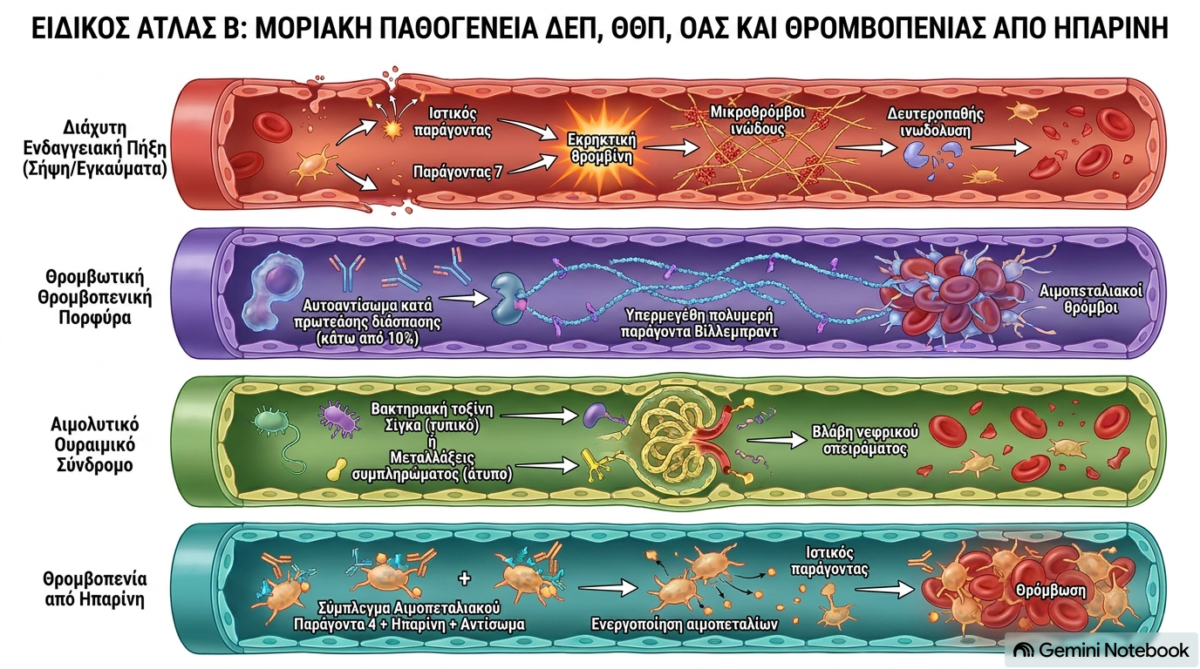 ΕΙΔΙΚΟΣ ΑΤΛΑΣ Β: ΜΟΡΙΑΚΗ ΠΑΘΟΓΕΝΕΙΑ ΔΕΠ, ΘΘΠ, ΟΑΣ ΚΑΙ ΘΡΟΜΒΟΠΕΝΙΑΣ ΑΠΟ ΗΠΑΡΙΝΗ
Διάχυτη
Ενδαγγειακή Πήξη
(Σήψη/Εγκαύματα)
Ιστικός
παράγοντας
Παράγοντας 7
Εκρηκτική
θρομβίνη
Μικροθρόμβοι
ινώδους
Δευτεροπαθής
ινωδόλυση
Θρομβωτική
Θρομβοπενική
Πορφύρα
Αυτοαντίσωμα κατά
πρωτεάσης διάσπασης
(κάτω από 10%)
Υπερμεγέθη πολυμερή
παράγοντα Βίλλεμπραντ
Αιμοπεταλιακοί
θρόμβοι
Αιμολυτικό
Ουραιμικό
Σύνδρομο
Βακτηριακή τοξίνη
Σίγκα (τυπικό)
ή
Μεταλλάξεις
συμπληρώματος (άτυπο)
Βλάβη νεφρικού
σπειράματος
Θρομβοπενία
από Ηπαρίνη
+
Σύμπλεγμα Αιμοπεταλιακού
Παράγοντα 4 + Ηπαρίνη + Αντίσωμα
Ενεργοποίηση αιμοπεταλίων
Ιστικός
παράγοντας
Θρόμβωση
Gemini Notebook